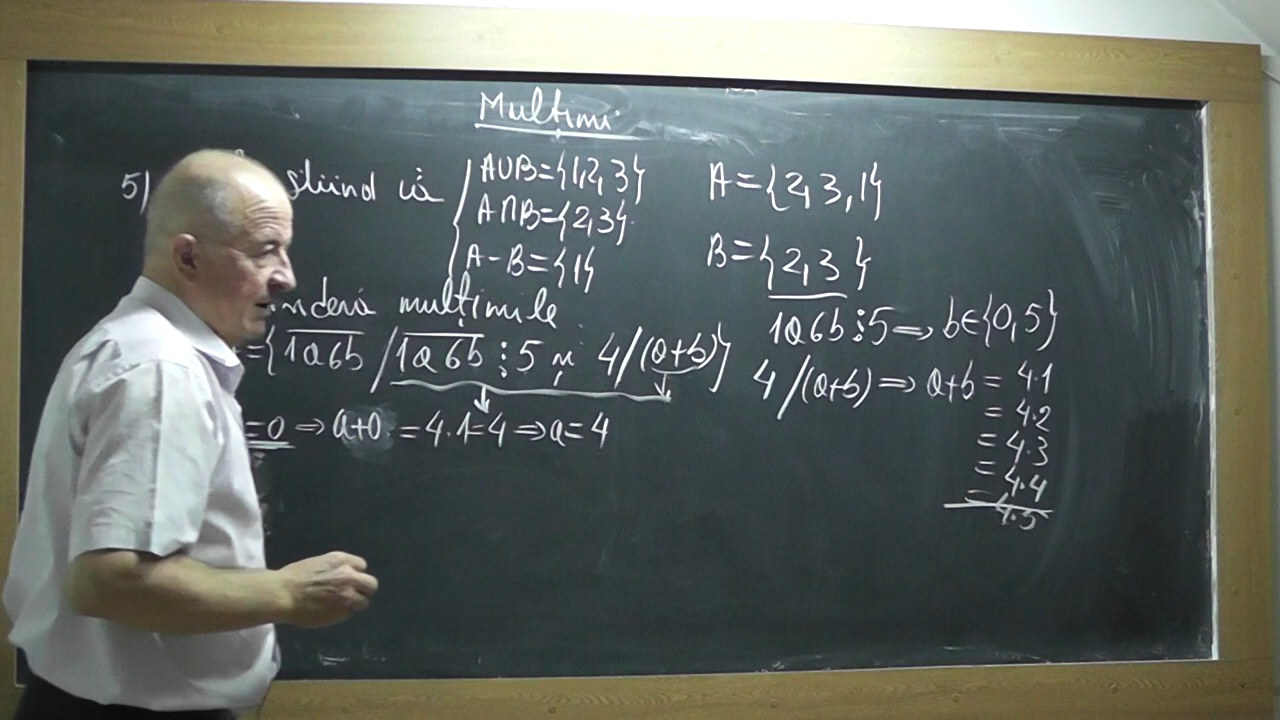 Mulțimi
5) știind că
A∪B={1,2,3}
A∩B={2,3}
A-B={1}
A={2,3,1}
B={2,3}
mulțimile
={1a6b/1a6b⋮5 și 4/(a+b)}
=0⇒a+0=4·1=4⇒a=4
1a6b⋮5⇒b∈{0,5}
4/(a+b)⇒a+b=4·1
=4·2
=4·3
=4·4
=4·5